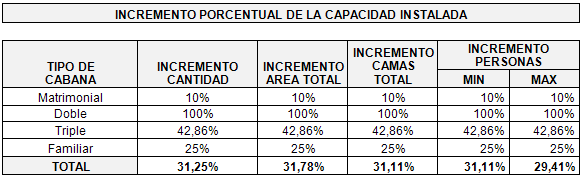 INCREMENTO PORCENTUAL DE LA CAPACIDAD INSTALADA
TIPO DE CABANA INCREMENTO CANTIDAD INCREMENTO AREA TOTAL INCREMENTO CAMAS TOTAL INCREMENTO PERSONAS
MIN MAX
Matrimonial 10% 10% 10% 10% 10%
Doble 100% 100% 100% 100% 100%
Triple 42,86% 42,86% 42,86% 42,86% 42,86%
Familiar 25% 25% 25% 25% 25%
TOTAL 31,25% 31,78% 31,11% 31,11% 29,41%